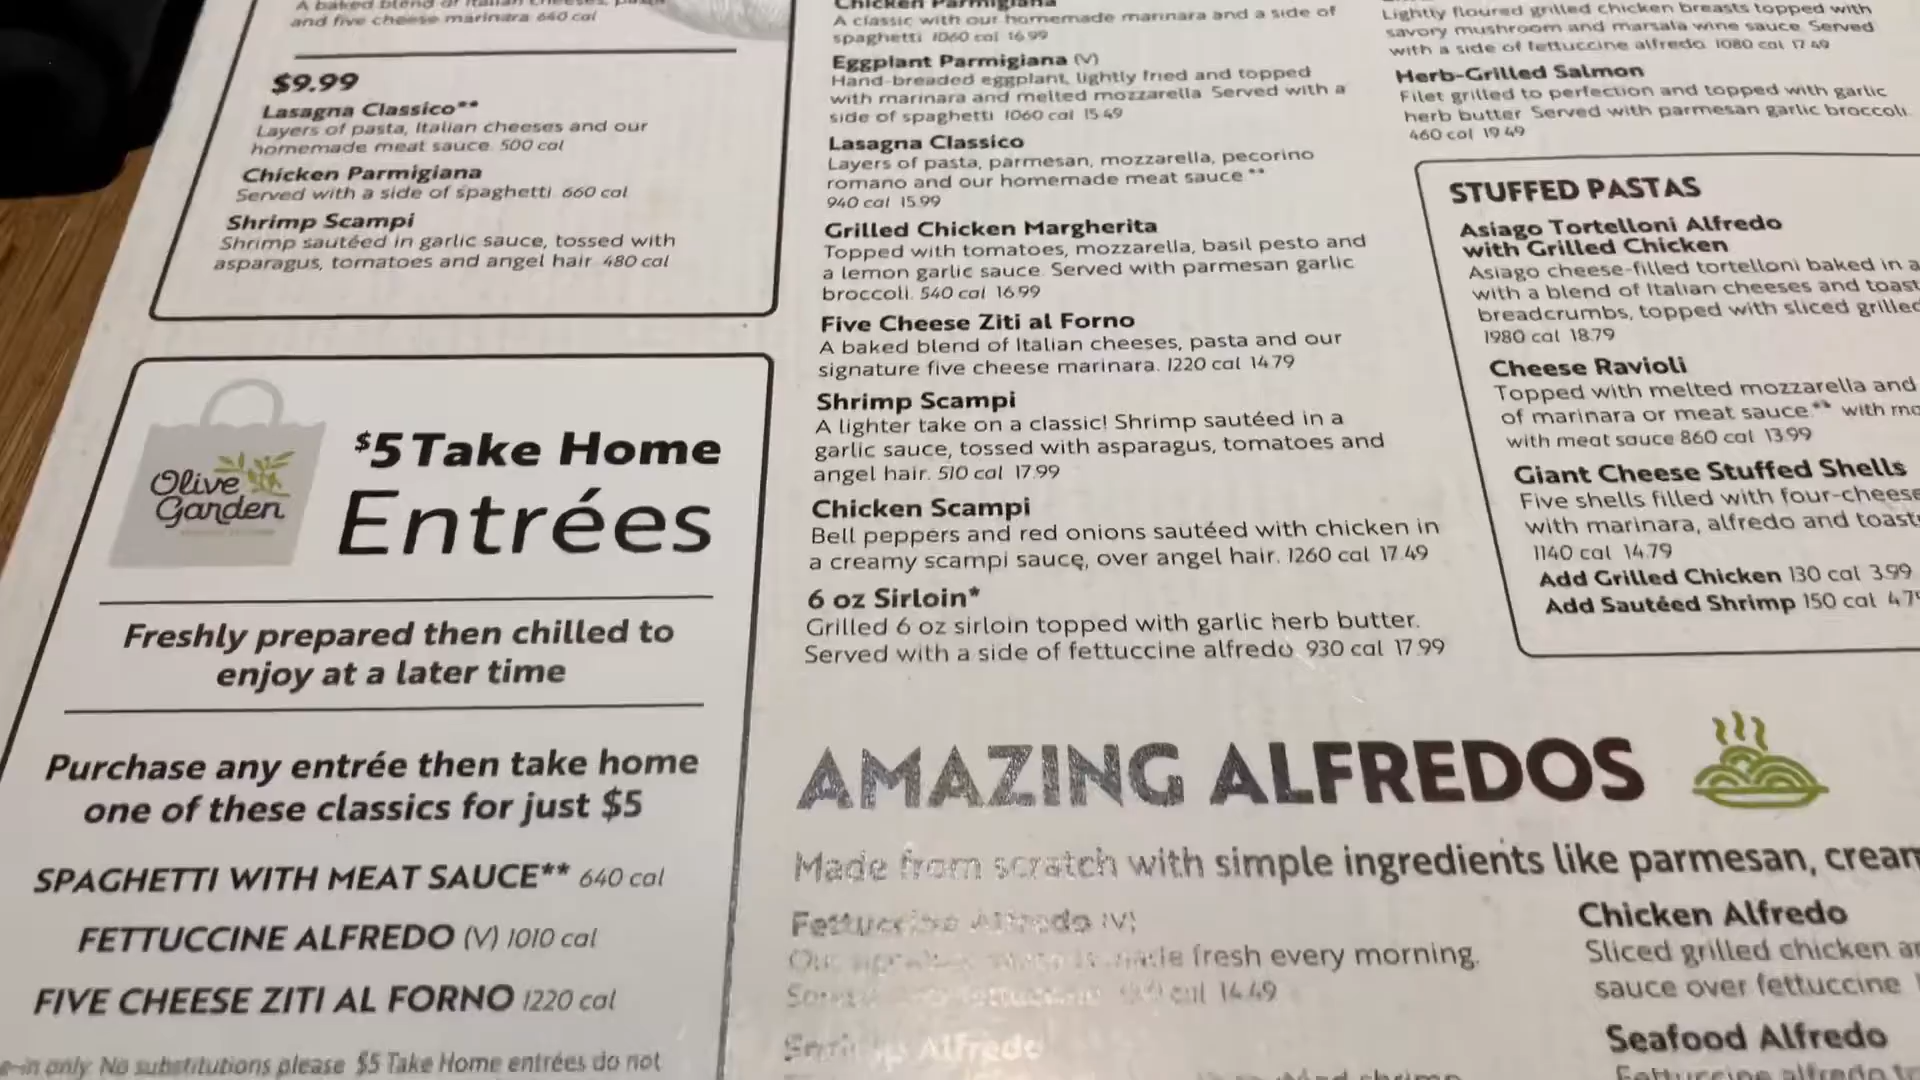 and five cheese marinara 640 cal
$9.99
Lasagna Classico**
Layers of pasta, Italian cheeses and our
homemade meat sauce. 500 cal
Chicken Parmigiana
Served with a side of spaghetti. 660 cal
Shrimp Scampi
Shrimp sautéed in garlic sauce, tossed with
asparagus, tomatoes and angel hair. 480 cal
Olive
Garden
$5 Take Home
Entrées
Freshly prepared then chilled to
enjoy at a later time
Purchase any entrée then take home
one of these classics for just $5
SPAGHETTI WITH MEAT SAUCE** 640 cal
FETTUCCINE ALFREDO (V) 1010 cal
FIVE CHEESE ZITI AL FORNO 1220 cal
only. No substitutions please. $5 Take Home entrées do not
Chicken Parmigiana
A classic with our homemade marinara and a side of
spaghetti. 1060 cal 16.99
Eggplant Parmigiana (V)
Hand-breaded eggplant, lightly fried and topped
with marinara and melted mozzarella. Served with a
side of spaghetti. 1060 cal 15.49
Lasagna Classico
Layers of pasta, parmesan, mozzarella, pecorino
romano and our homemade meat sauce.**
940 cal 15.99
Grilled Chicken Margherita
Topped with tomatoes, mozzarella, basil pesto and
a lemon garlic sauce. Served with parmesan garlic
broccoli. 540 cal 16.99
Five Cheese Ziti al Forno
A baked blend of Italian cheeses, pasta and our
signature five cheese marinara. 1220 cal 14.79
Shrimp Scampi
A lighter take on a classic! Shrimp sautéed in a
garlic sauce, tossed with asparagus, tomatoes and
angel hair. 510 cal 17.99
Chicken Scampi
Bell peppers and red onions sautéed with chicken in
a creamy scampi sauce, over angel hair. 1260 cal 17.49
6 oz Sirloin*
Grilled 6 oz sirloin topped with garlic herb butter.
Served with a side of fettuccine alfredo. 930 cal 17.99
Lightly floured grilled chicken breasts topped with
savory mushroom and marsala wine sauce. Served
with a side of fettuccine alfredo. 1080 cal 17.49
Herb-Grilled Salmon
Filet grilled to perfection and topped with garlic
herb butter. Served with parmesan garlic broccoli.
460 cal 19.49
STUFFED PASTAS
Asiago Tortelloni Alfredo
with Grilled Chicken
Asiago cheese-filled tortelloni baked in a
with a blend of Italian cheeses and toast
breadcrumbs, topped with sliced grilled
1980 cal 18.79
Cheese Ravioli
Topped with melted mozzarella and
of marinara or meat sauce.** with
with meat sauce 860 cal 13.99
Giant Cheese Stuffed Shells
Five shells filled with four-cheese
with marinara, alfredo and toast
1140 cal 14.79
Add Grilled Chicken 130 cal 3.99
Add Sautéed Shrimp 150 cal 4.7
AMAZING ALFREDOS
Made from scratch with simple ingredients like parmesan, cream
Fettuccine Alfredo (V)
made fresh every morning.
cal 14.49
Alfredo
Chicken Alfredo
Sliced grilled chicken
sauce over fettuccine.
Seafood Alfredo
Fettuccine alfredo